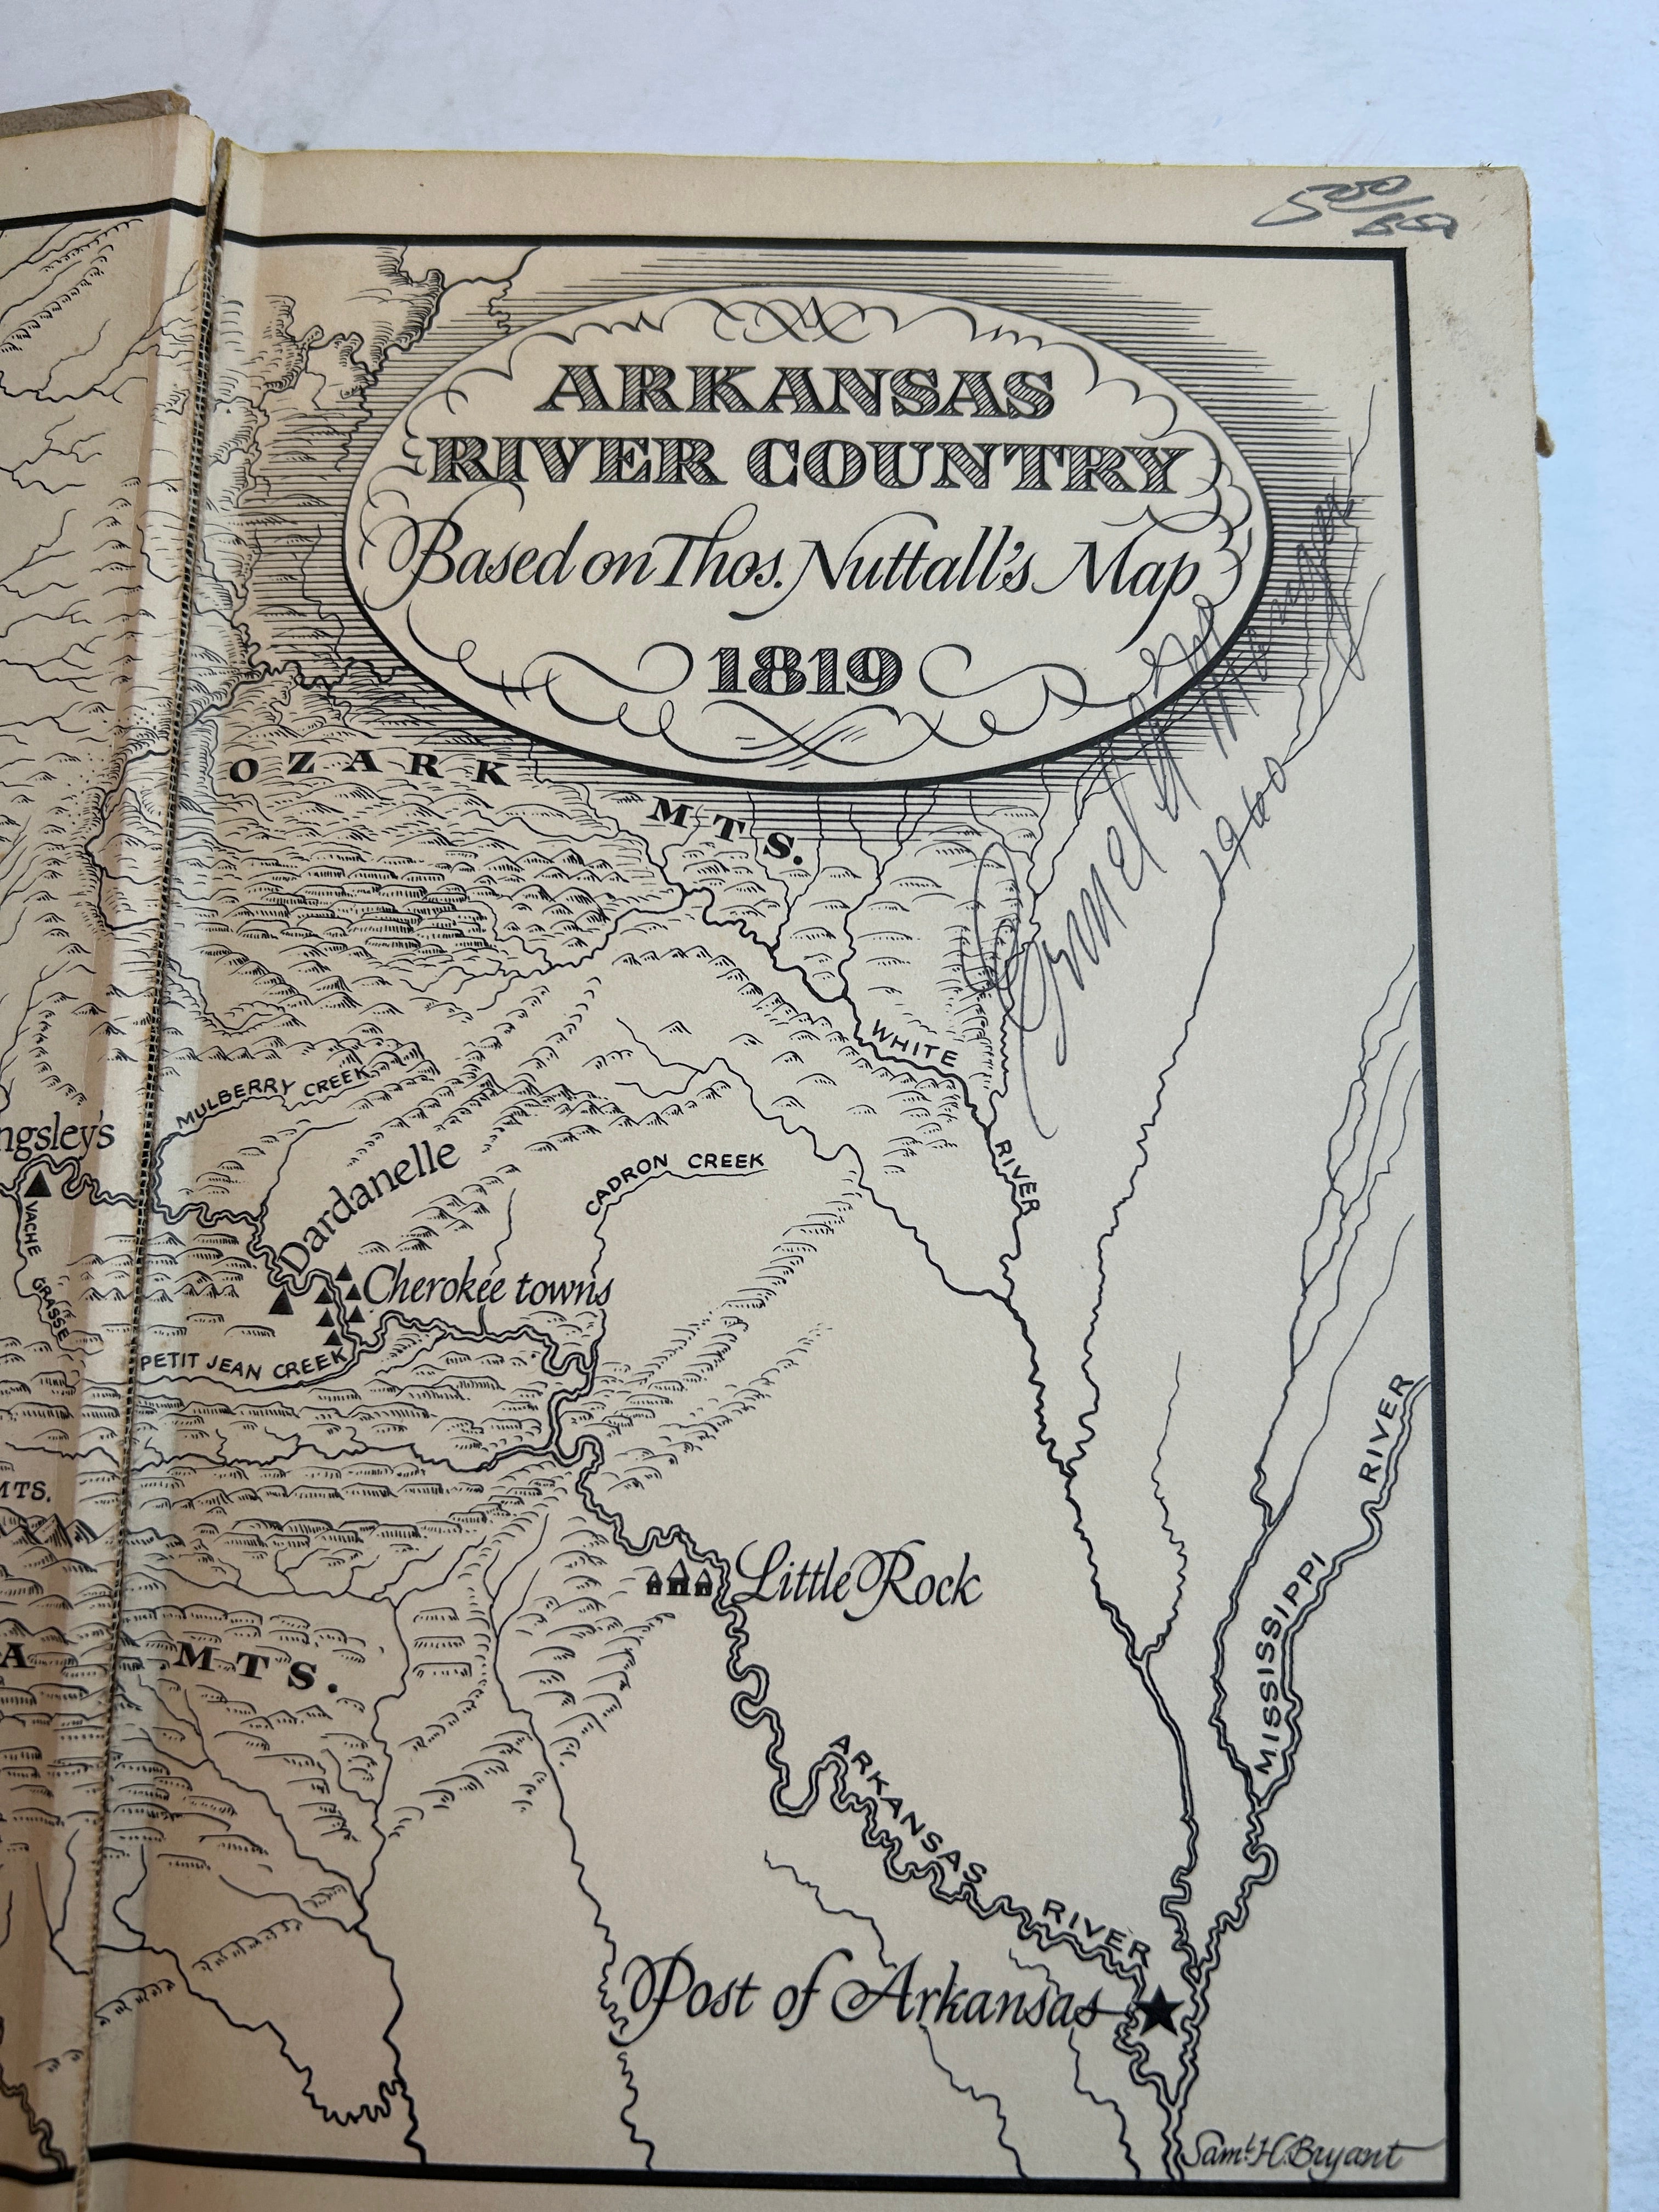 500
ARKANSAS
RIVER COUNTRY
Based on Thos. Nuttall's Map
1819
OZARK MTS.
1960
WHITE RIVER
MULBERRY CREEK
ngsley's
CADRON CREEK
Dardanelle
VACHE GRASSE
Cherokee towns
PETIT JEAN CREEK
MTS.
Little Rock
MISSISSIPPI RIVER
A MTS.
ARKANSAS RIVER
Post of Arkansas
Saml. H. Bryant